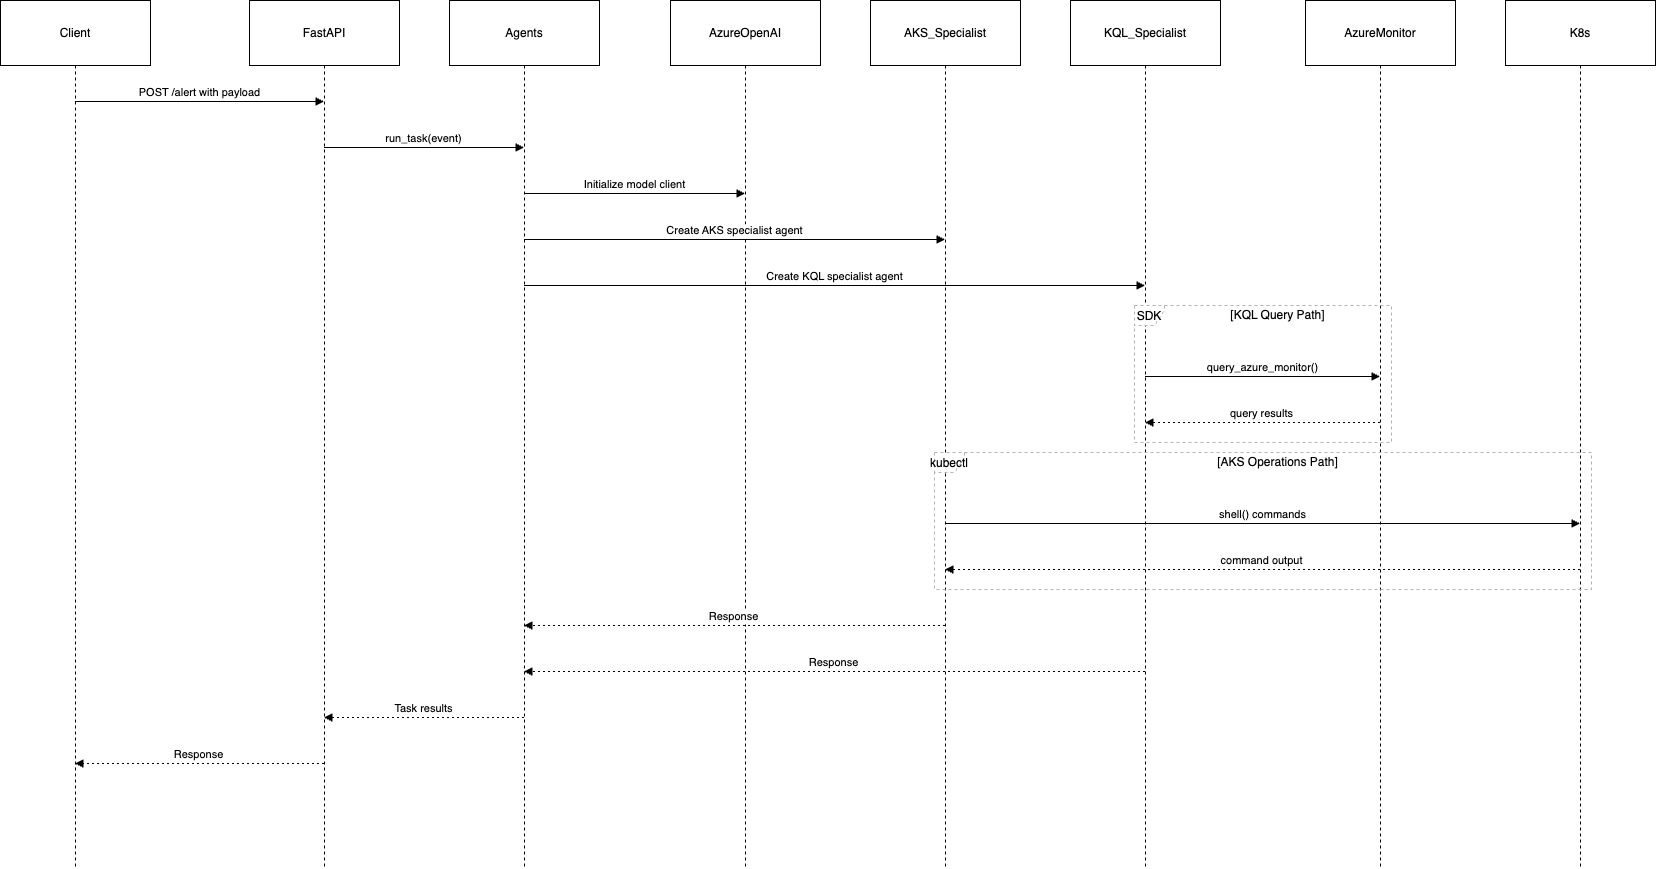 Client
FastAPI
Agents
AzureOpenAI
AKS_Specialist
KQL_Specialist
AzureMonitor
K8s
POST /alert with payload
run_task(event)
Initialize model client
Create AKS specialist agent
Create KQL specialist agent
SDK
[KQL Query Path]
query_azure_monitor()
query results
kubectl
[AKS Operations Path]
shell() commands
command output
Response
Response
Task results
Response